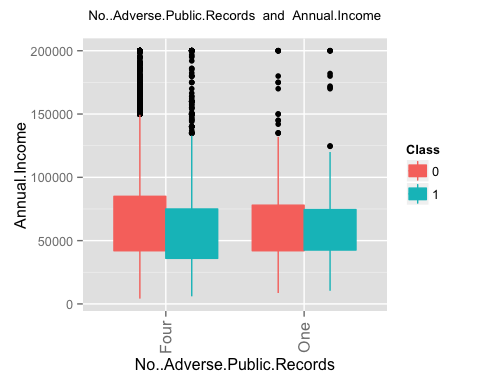 No..Adverse.Public.Records and Annual.Income
200000
150000
100000
50000
0
Annual.Income
Four
One
No..Adverse.Public.Records
Class
0
1